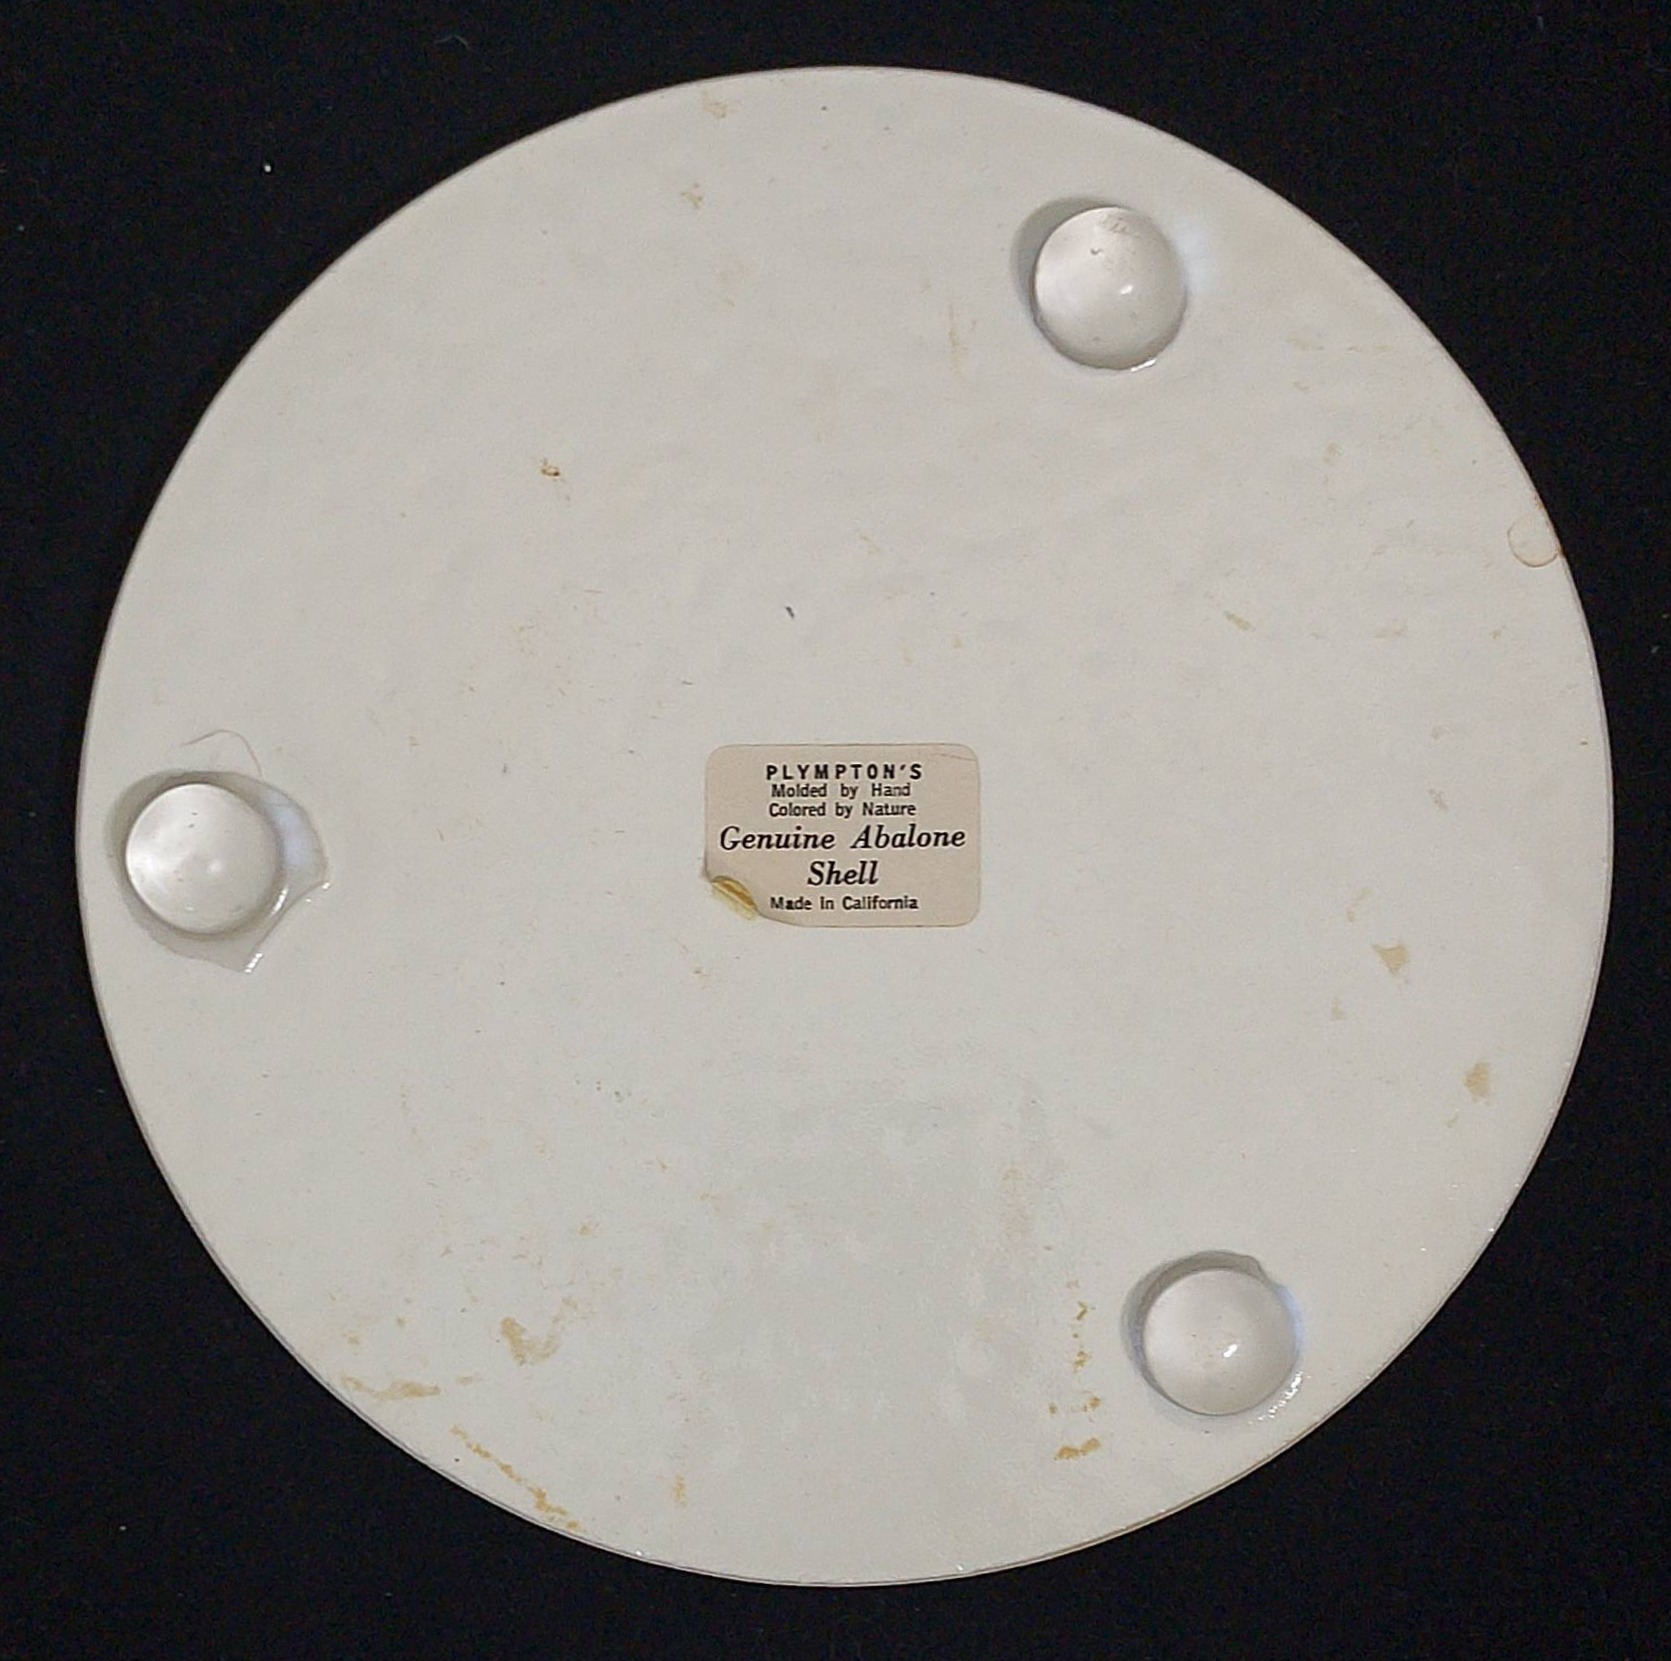 PLYMPTON'S
Molded by Hand
Colored by Nature
Genuine Abalone
Shell
Made in California